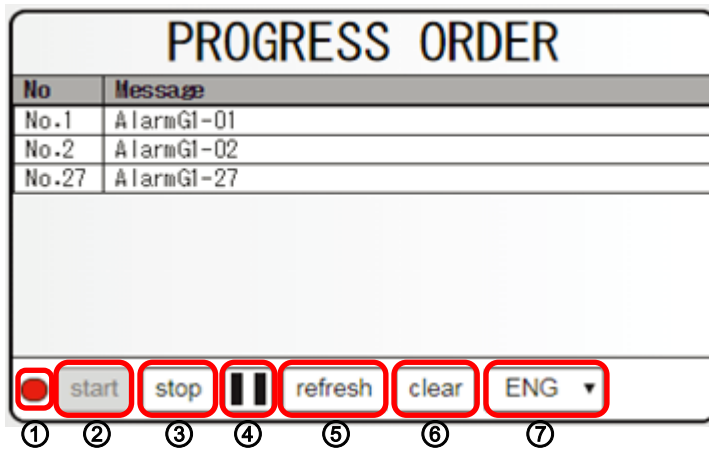 PROGRESS ORDER
No Message
No.1 AlarmG1-01
No.2 AlarmG1-02
No.27 AlarmG1-27
start stop refresh clear ENG ▼
① ② ③ ④ ⑤ ⑥ ⑦